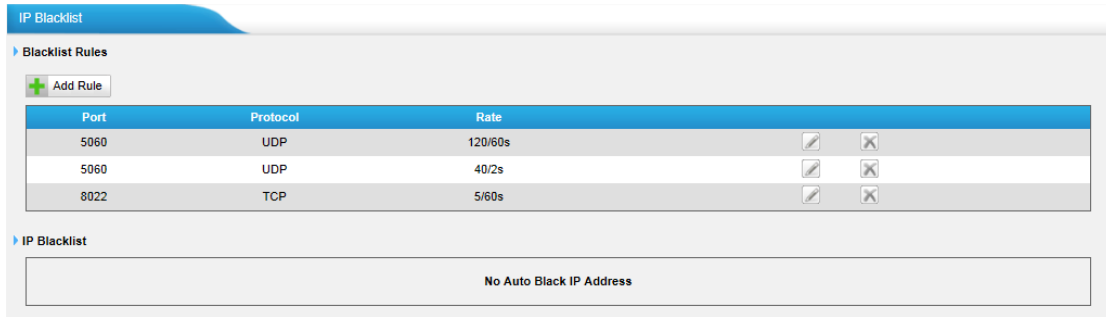 IP Blacklist
Blacklist Rules
Add Rule
Port Protocol Rate
5060 UDP 120/60s
5060 UDP 40/2s
8022 TCP 5/60s
IP Blacklist
No Auto Black IP Address